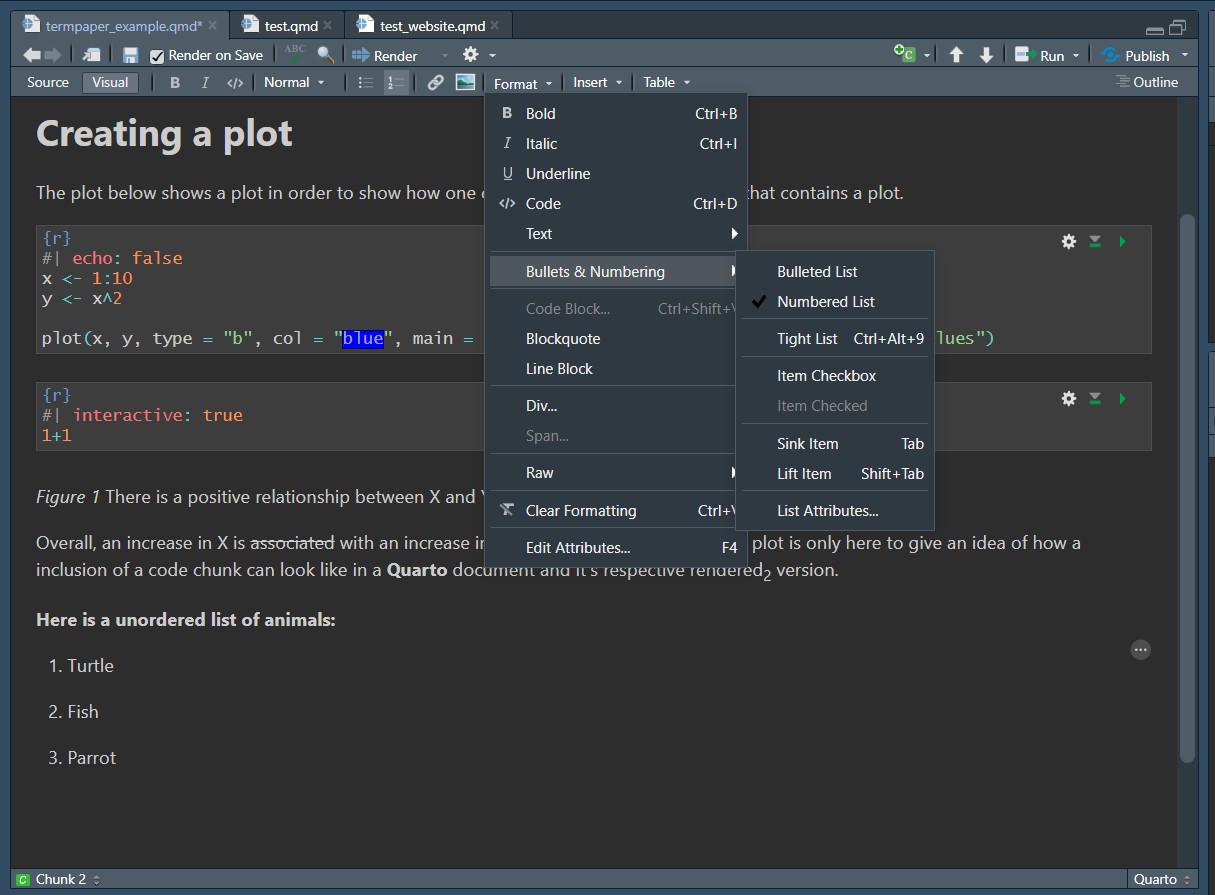 termpaper_example.qmd* test.qmd test_website.qmd
Render on Save ABC Render Run Publish
Source Visual B I </> Normal Format Insert Table Outline
Creating a plot
The plot below shows a plot in order to show how one that contains a plot.
{r}
#| echo: false
x <- 1:10
y <- x^2
plot(x, y, type = "b", col = "blue", main = lues")
{r}
#| interactive: true
1+1
Figure 1 There is a positive relationship between X and
Overall, an increase in X is associated with an increase plot is only here to give an idea of how a
inclusion of a code chunk can look like in a Quarto document and it's respective rendered2 version.
Here is a unordered list of animals:
1. Turtle
2. Fish
3. Parrot
B Bold Ctrl+B
I Italic Ctrl+I
U Underline
</> Code Ctrl+D
Text
Bullets & Numbering
Code Block... Ctrl+Shift+\
Blockquote
Line Block
Div...
Span...
Raw
Clear Formatting Ctrl+\
Edit Attributes... F4
Bulleted List
Numbered List
Tight List Ctrl+Alt+9
Item Checkbox
Item Checked
Sink Item Tab
Lift Item Shift+Tab
List Attributes...
C Chunk 2 Quarto